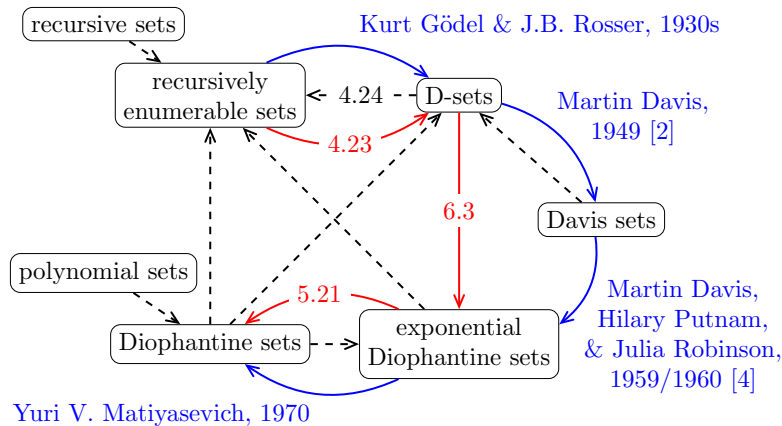 Kurt Gödel & J.B. Rosser, 1930s
recursive sets
recursively
enumerable sets
4.24
D-sets
Martin Davis,
1949 [2]
4.23
6.3
Davis sets
polynomial sets
5.21
Martin Davis,
Hilary Putnam,
& Julia Robinson,
1959/1960 [4]
Diophantine sets
exponential
Diophantine sets
Yuri V. Matiyasevich, 1970